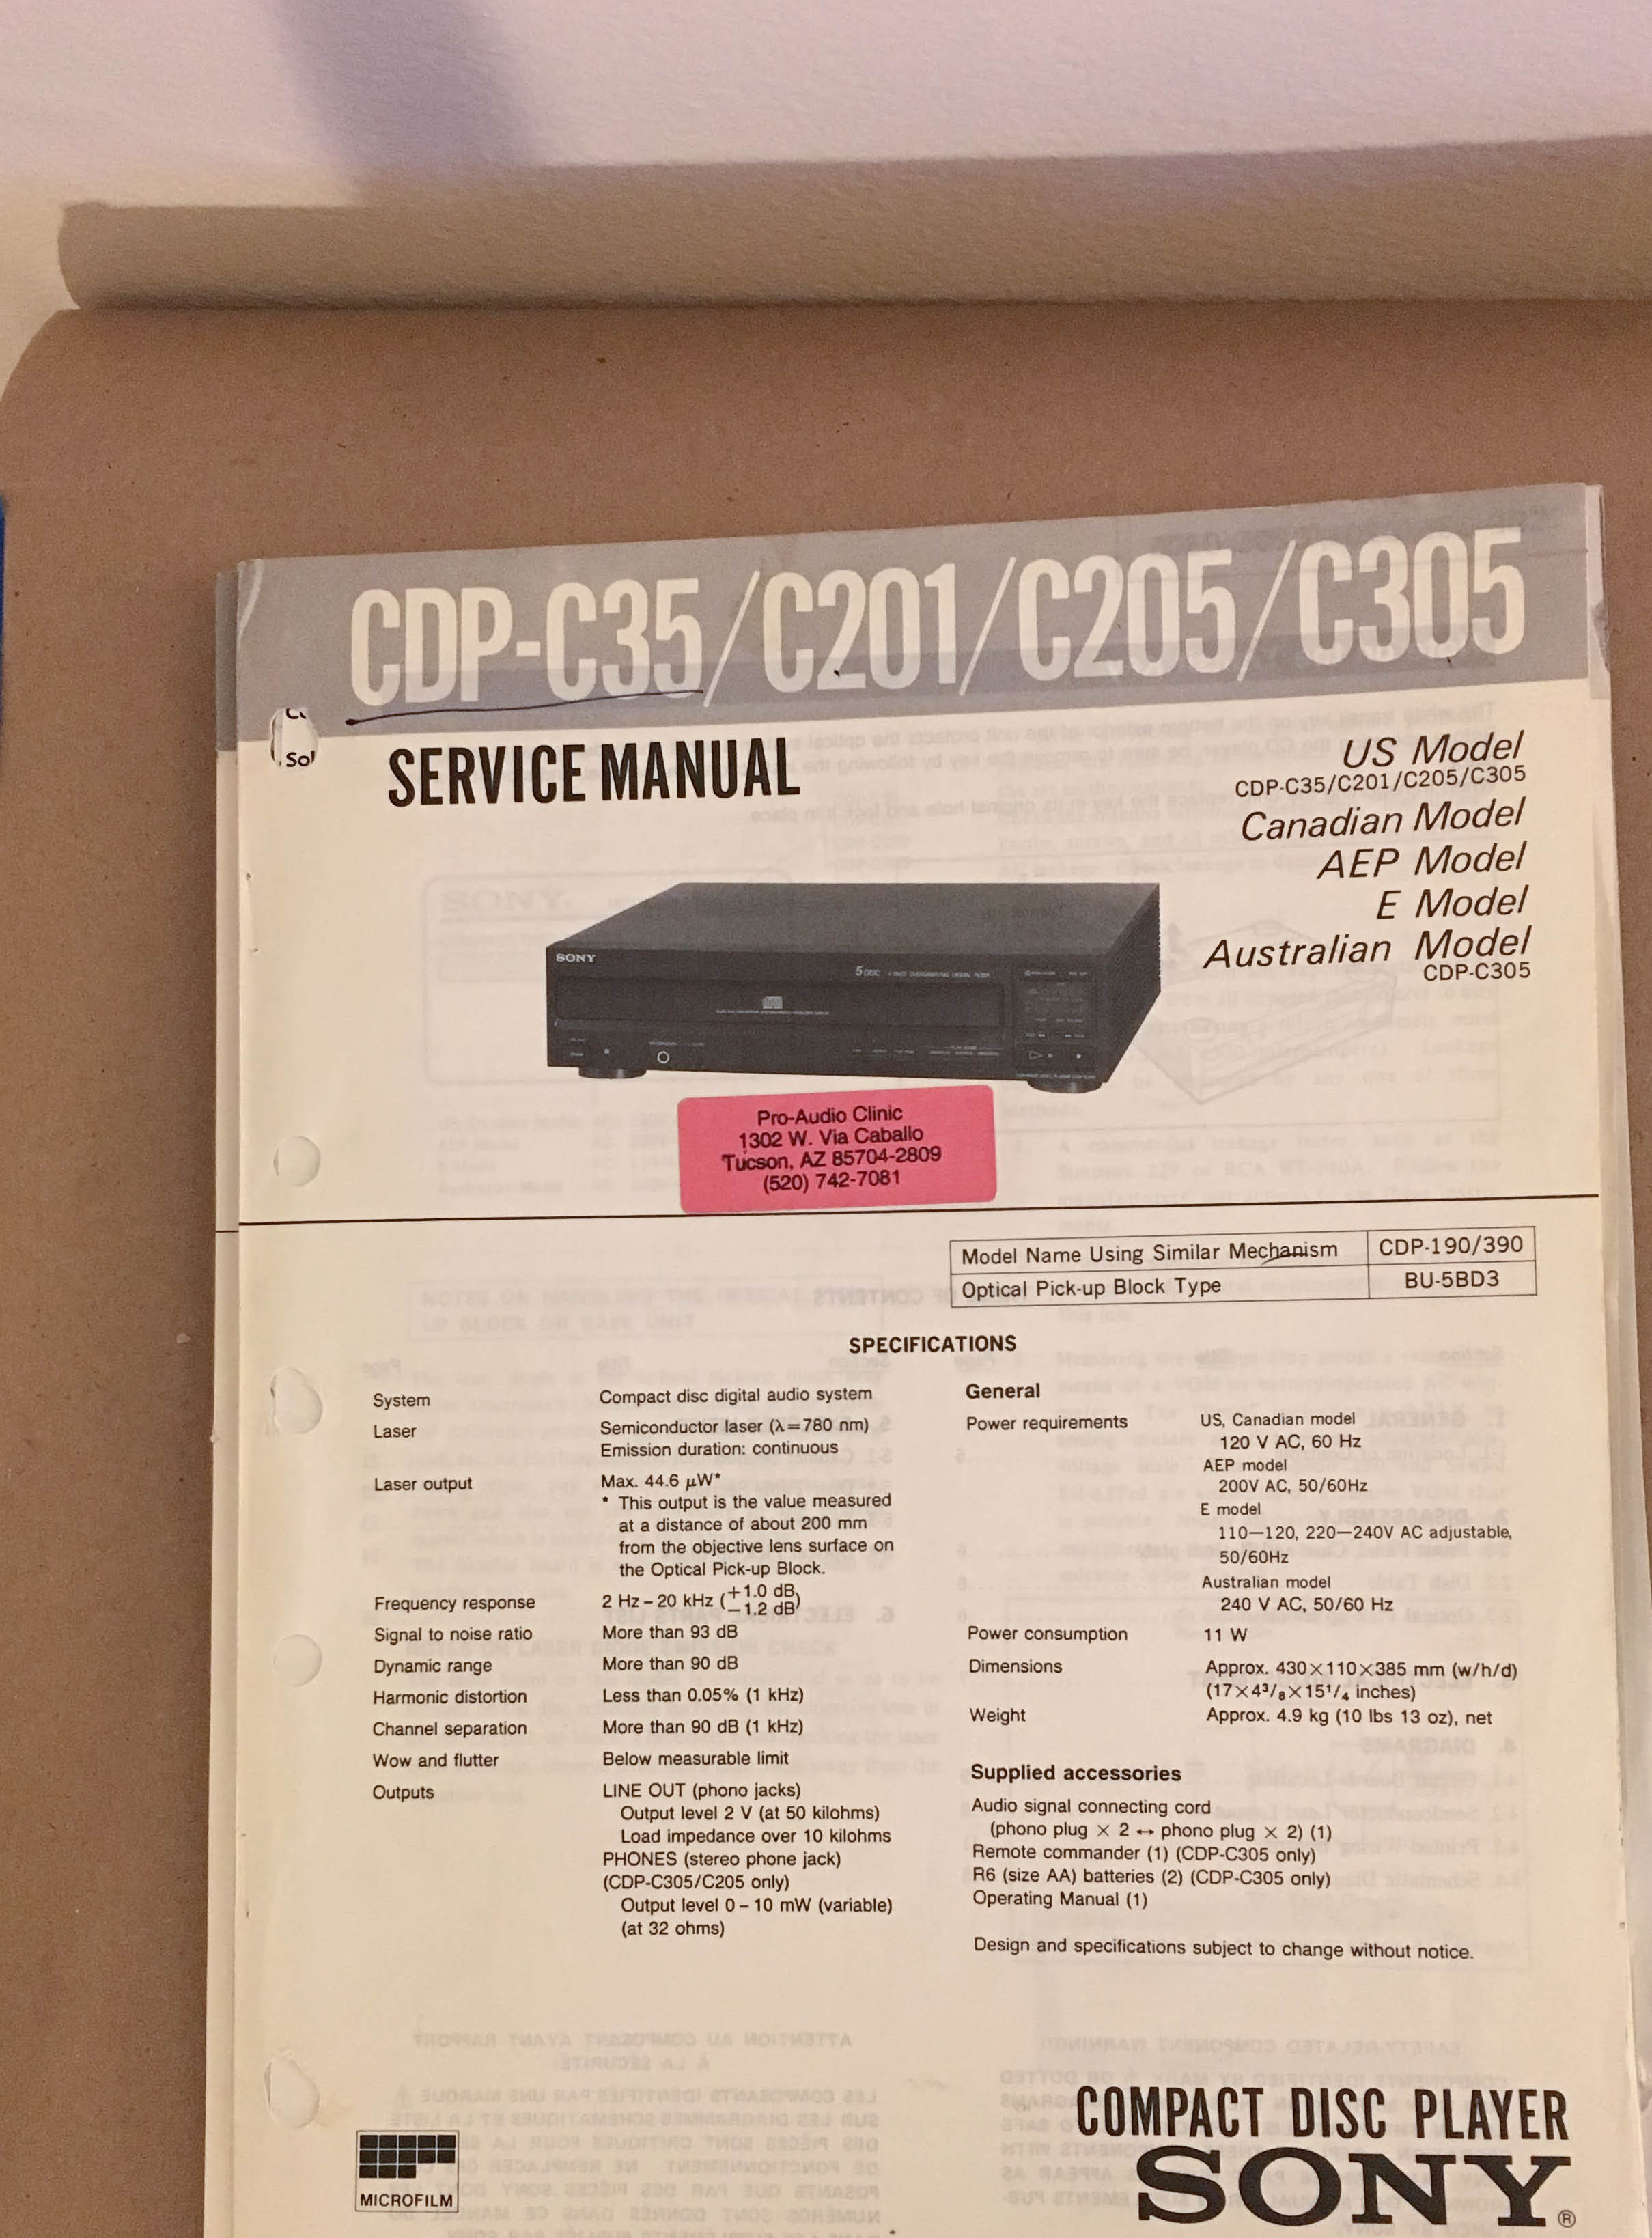 CDP-C35/C201/C205/C305
Sol
SERVICE MANUAL
US Model
CDP-C35/C201/C205/C305
Canadian Model
AEP Model
E Model
Australian Model
CDP-C305
SONY
5 DISC
Pro-Audio Clinic
1302 W. Via Caballo
Tucson, AZ 85704-2809
(520) 742-7081
Model Name Using Similar Mechanism CDP-190/390
Optical Pick-up Block Type BU-5BD3
SPECIFICATIONS
System Compact disc digital audio system
Laser Semiconductor laser (λ=780 nm)
Emission duration: continuous
Laser output Max. 44.6 μW*
* This output is the value measured
at a distance of about 200 mm
from the objective lens surface on
the Optical Pick-up Block.
Frequency response 2 Hz – 20 kHz (+1.0 dB −1.2 dB)
Signal to noise ratio More than 93 dB
Dynamic range More than 90 dB
Harmonic distortion Less than 0.05% (1 kHz)
Channel separation More than 90 dB (1 kHz)
Wow and flutter Below measurable limit
Outputs LINE OUT (phono jacks)
Output level 2 V (at 50 kilohms)
Load impedance over 10 kilohms
PHONES (stereo phone jack)
(CDP-C305/C205 only)
Output level 0 – 10 mW (variable)
(at 32 ohms)
General
Power requirements US, Canadian model
120 V AC, 60 Hz
AEP model
200V AC, 50/60Hz
E model
110—120, 220—240V AC adjustable,
50/60Hz
Australian model
240 V AC, 50/60 Hz
Power consumption 11 W
Dimensions Approx. 430×110×385 mm (w/h/d)
(17×4³/₈×15¹/₄ inches)
Weight Approx. 4.9 kg (10 lbs 13 oz), net
Supplied accessories
Audio signal connecting cord
(phono plug × 2 ↔ phono plug × 2) (1)
Remote commander (1) (CDP-C305 only)
R6 (size AA) batteries (2) (CDP-C305 only)
Operating Manual (1)
Design and specifications subject to change without notice.
MICROFILM
COMPACT DISC PLAYER
SONY®